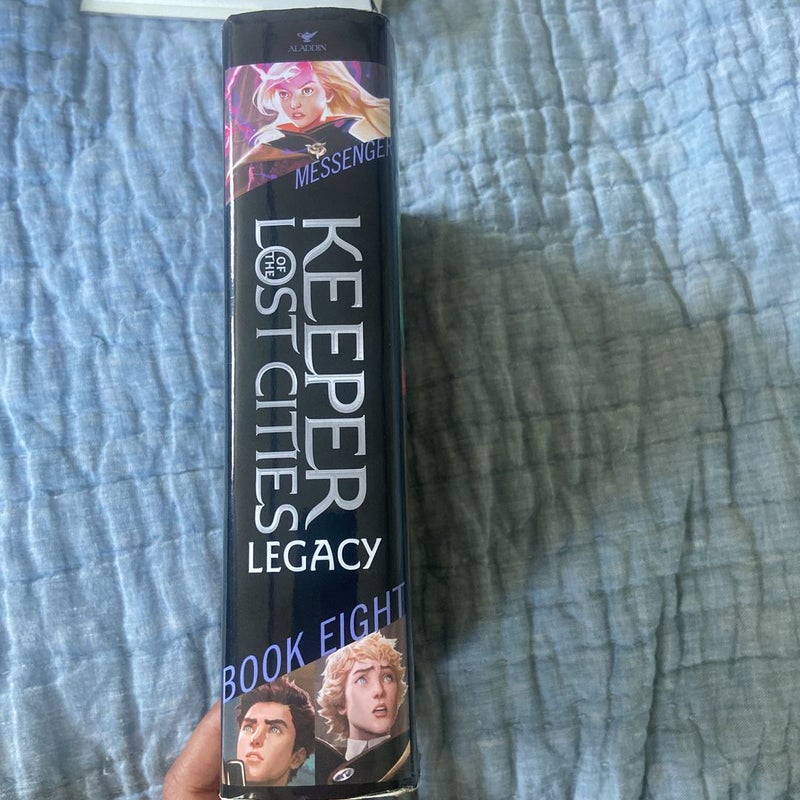 ALADDIN
MESSENGER
KEEPER
OF THE
LOST CITIES
LEGACY
BOOK EIGHT